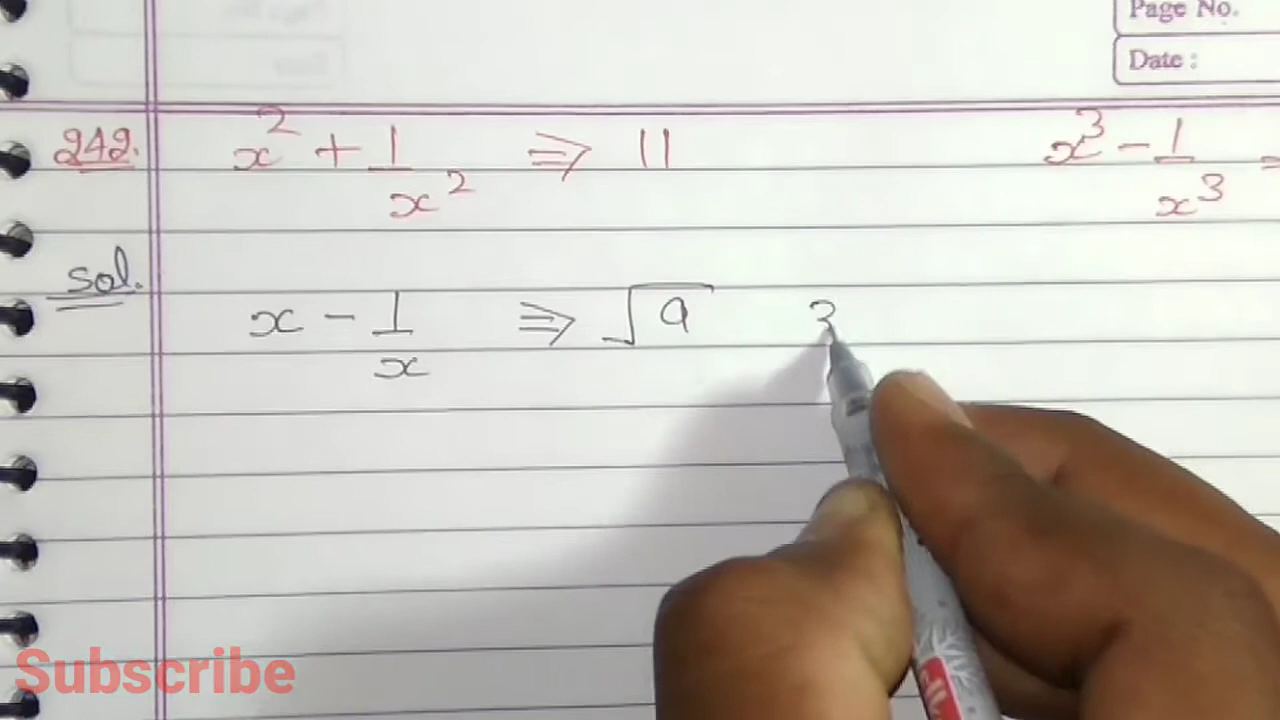 Page No.
Date :
242. x² + 1/x² ⇒ 11 x³ - 1/x³ =
Sol.
x - 1/x ⇒ √9 3
Subscribe